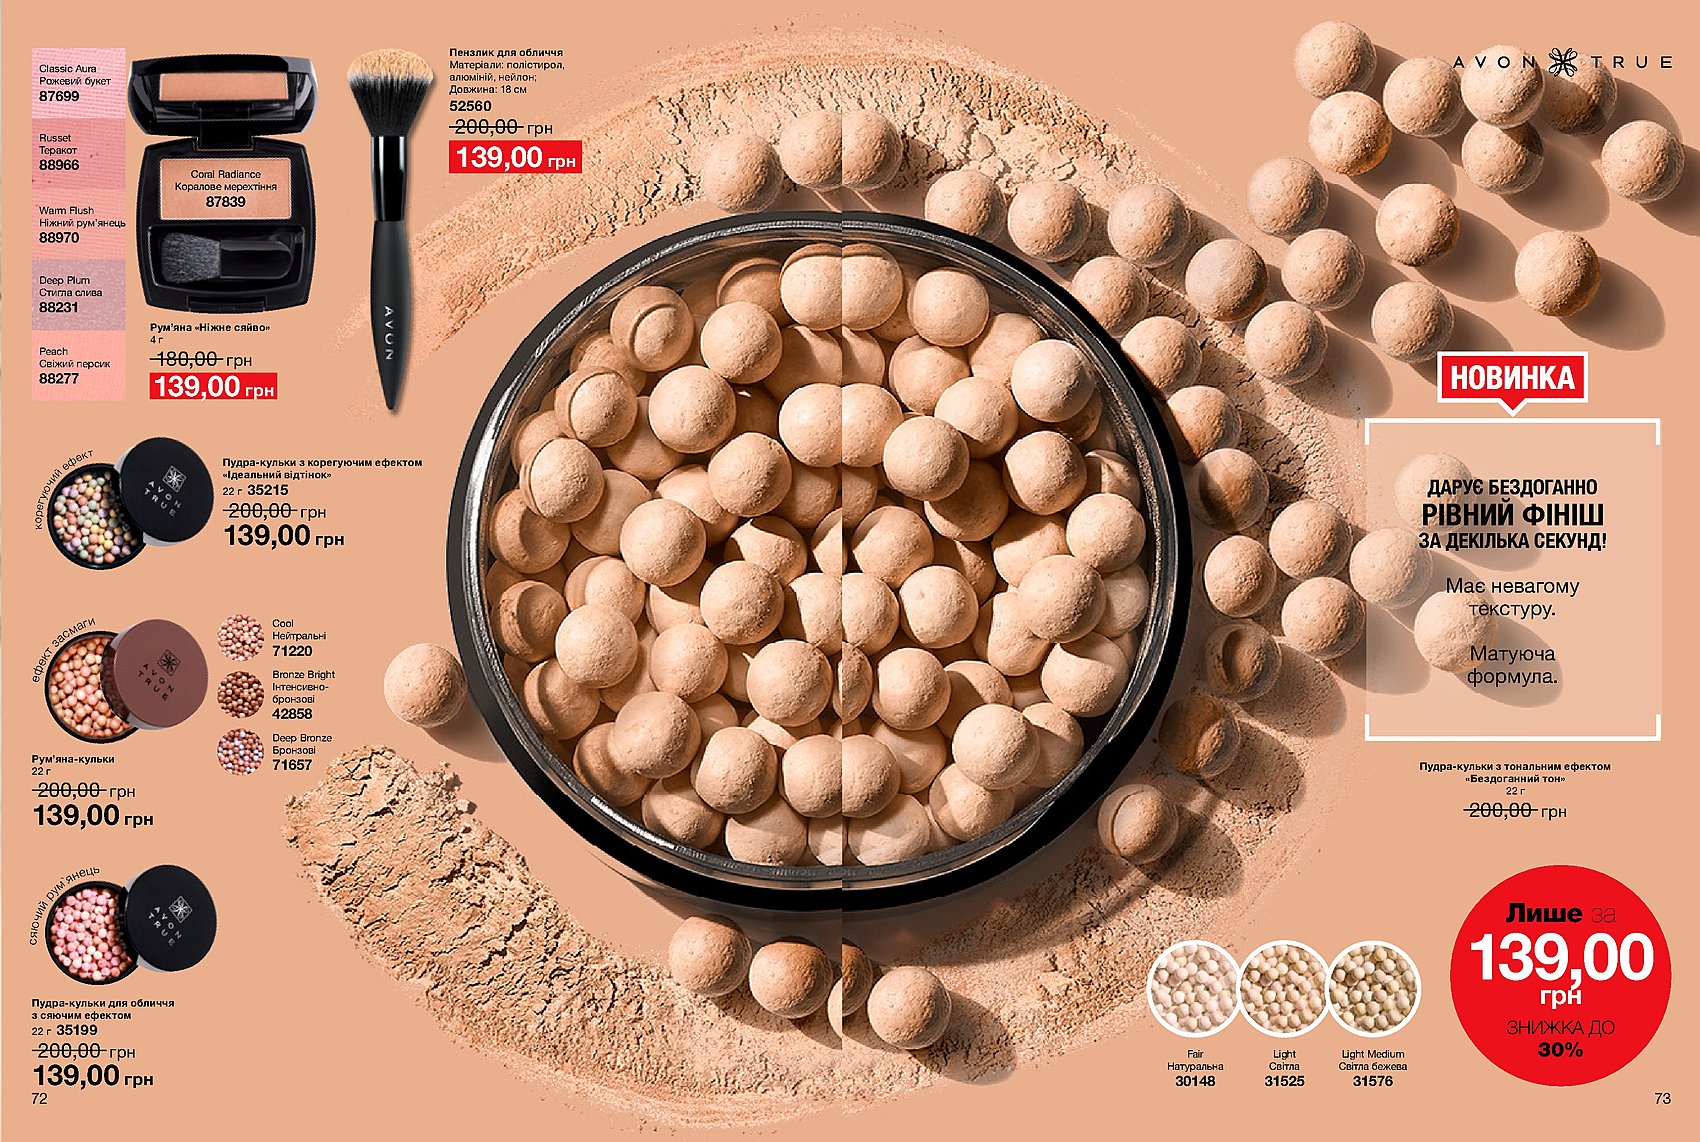 Classic Aura
Рожевий букет
87699
Russet
Теракот
88966
Warm Flush
Ніжний рум’янець
88970
Deep Plum
Стигла слива
88231
Peach
Свіжий персик
88277
Coral Radiance
Коралове мерехтіння
87839
Рум’яна «Ніжне сяйво»
4 г
180,00 грн
139,00 грн
AVON
Пензлик для обличчя
Матеріали: полістирол,
алюміній, нейлон;
Довжина: 18 см
52560
200,00 грн
139,00 грн
коригуючий ефект
AVON
TRUE
Пудра-кульки з корегуючим ефектом
«Ідеальний відтінок»
22 г 35215
200,00 грн
139,00 грн
ефект засмаги
AVON
TRUE
Cool
Нейтральні
71220
Bronze Bright
Інтенсивно-
бронзові
42858
Deep Bronze
Бронзові
71657
Рум’яна-кульки
22 г
200,00 грн
139,00 грн
сяючий рум`янець
AVON
TRUE
Пудра-кульки для обличчя
з сяючим ефектом
22 г 35199
200,00 грн
139,00 грн
72
AVON TRUE
НОВИНКА
ДАРУЄ БЕЗДОГАННО
РІВНИЙ ФІНІШ
ЗА ДЕКІЛЬКА СЕКУНД!
Має невагому
текстуру.
Матуюча
формула.
Пудра-кульки з тональним ефектом
«Бездоганний тон»
22 г
200,00 грн
Лише за
139,00
грн
ЗНИЖКА ДО
30%
Fair
Натуральна
30148
Light
Світла
31525
Light Medium
Світла бежева
31576
73